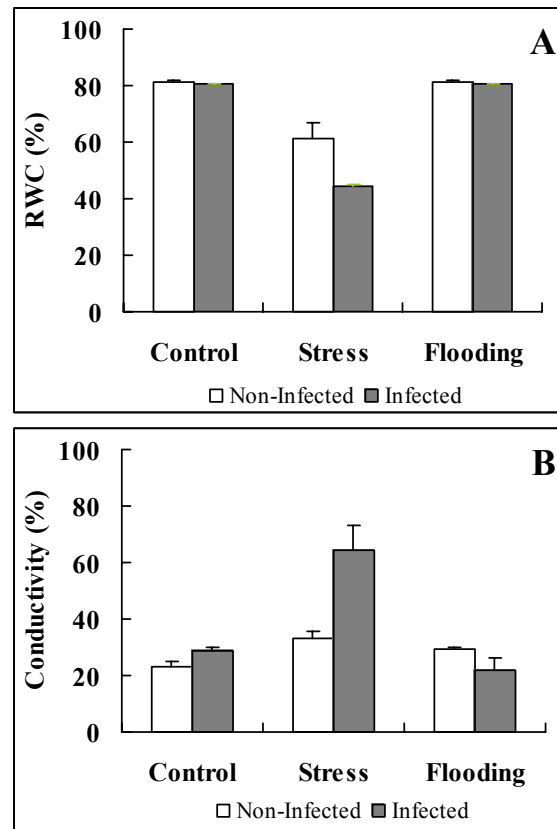 A
RWC (%)
100
80
60
40
20
0
Control Stress Flooding
Non-Infected Infected
B
Conductivity (%)
100
80
60
40
20
0
Control Stress Flooding
Non-Infected Infected